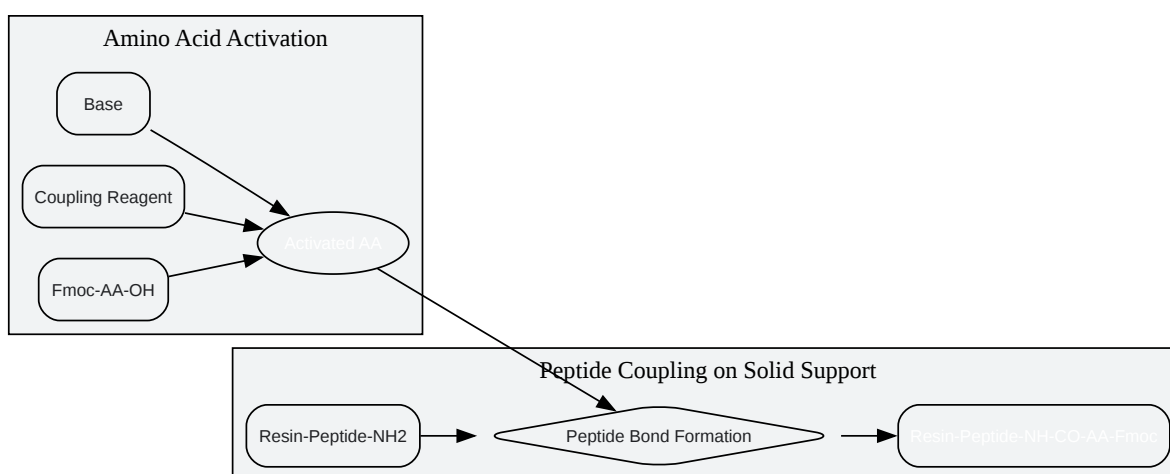 Amino Acid Activation
Base
Coupling Reagent
Activated AA
Fmoc-AA-OH
Peptide Coupling on Solid Support
Resin-Peptide-NH2
Peptide Bond Formation
Resin-Peptide-NH-CO-AA-Fmoc